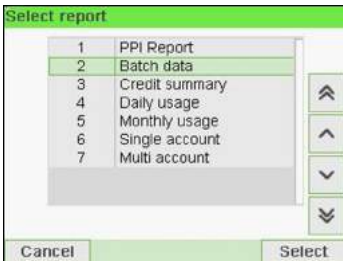 Select report
1 PPI Report
2 Batch data
3 Credit summary
4 Daily usage
5 Monthly usage
6 Single account
7 Multi account
Cancel Select